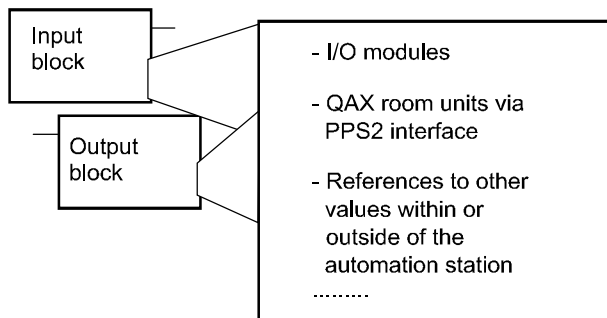 Input
block
Output
block
- I/O modules
- QAX room units via
PPS2 interface
- References to other
values within or
outside of the
automation station
.........